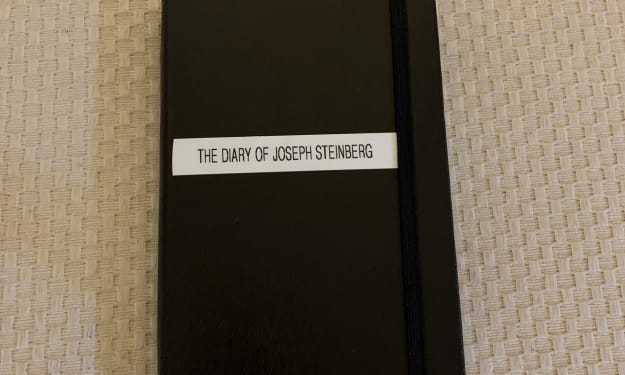 THE DIARY OF JOSEPH STEINBERG